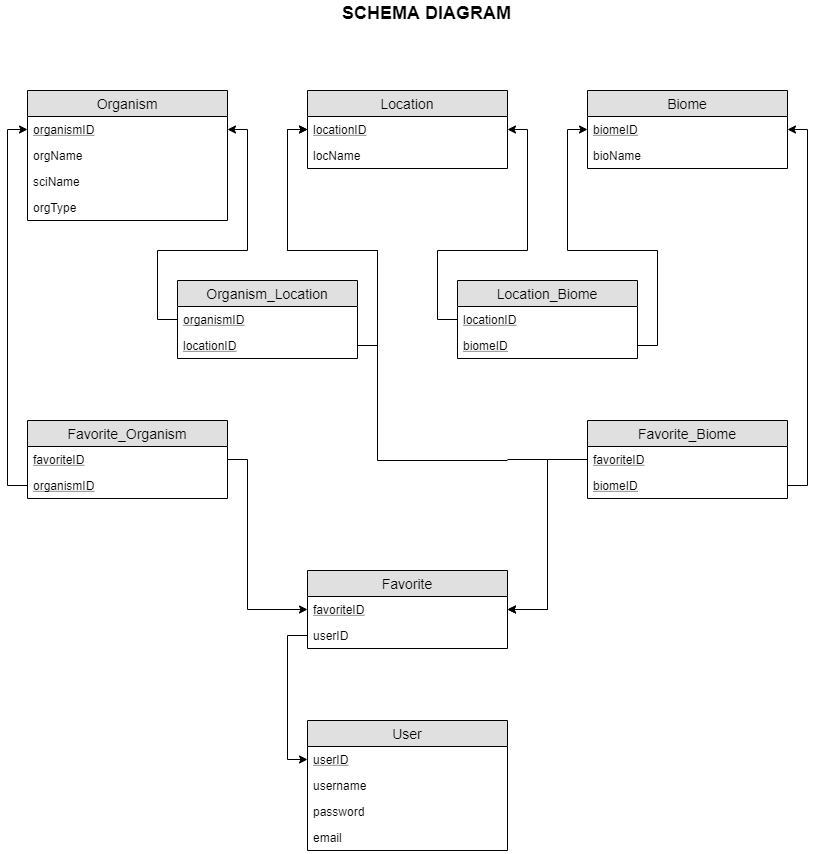 SCHEMA DIAGRAM
Organism
organismID
orgName
sciName
orgType
Location
locationID
locName
Biome
biomeID
bioName
Organism_Location
organismID
locationID
Location_Biome
locationID
biomeID
Favorite_Organism
favoriteID
organismID
Favorite_Biome
favoriteID
biomeID
Favorite
favoriteID
userID
User
userID
username
password
email